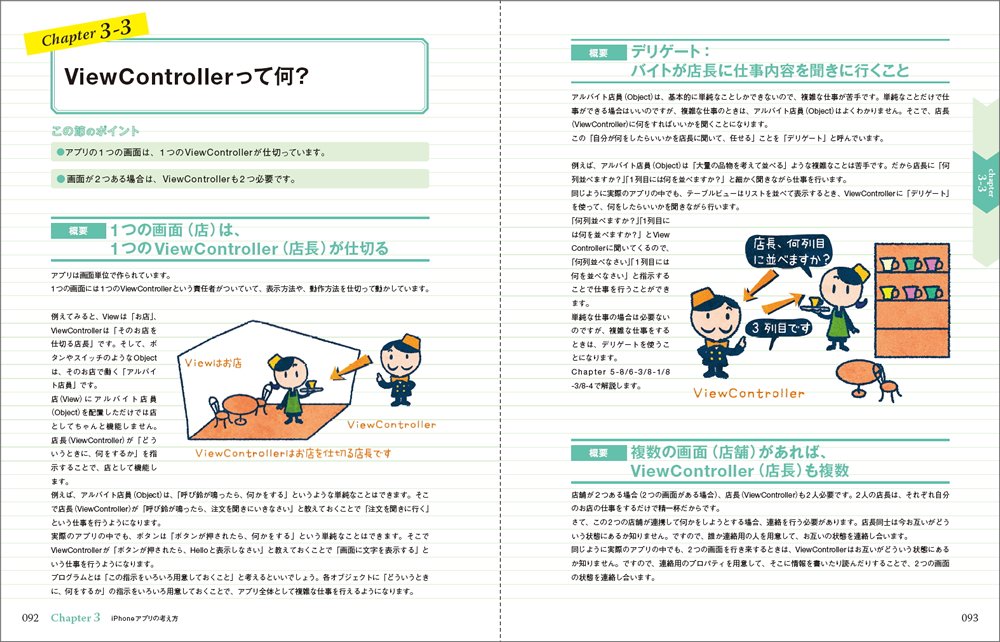 Chapter 3-3
ViewControllerって何？
この節のポイント
●アプリの1つの画面は、1つのViewControllerが仕切っています。
●画面が2つある場合は、ViewControllerも2つ必要です。
概要
1つの画面（店）は、
1つのViewController（店長）が仕切る
アプリは画面単位で作られています。
1つの画面には1つのViewControllerという責任者がついていて、表示方法や、動作方法を仕切って動かしています。
例えてみると、Viewは「お店」、
ViewControllerは「そのお店を
仕切る店長」です。そして、ボ
タンやスイッチのようなObject
は、そのお店で働く「アルバイ
ト店員」です。
店（View）にアルバイト店員
（Object）を配置しただけでは店
としてちゃんと機能しません。
店長（ViewController）が「どう
いうときに、何をするか」を指
示することで、店として機能し
ます。
Viewはお店
ViewController
ViewControllerはお店を仕切る店長です
例えば、アルバイト店員（Object）は、「呼び鈴が鳴ったら、何かをする」というような単純なことはできます。そこ
で店長（ViewController）が「呼び鈴が鳴ったら、注文を聞きにいきなさい」と教えておくことで「注文を聞きに行く」
という仕事を行うようになります。
実際のアプリの中でも、ボタンは「ボタンが押されたら、何かをする」という単純なことはできます。そこで
ViewControllerが「ボタンが押されたら、Helloと表示しなさい」と教えておくことで「画面に文字を表示する」と
いう仕事を行うようになります。
プログラムとは「この指示をいろいろ用意しておくこと」と考えるといいでしょう。各オブジェクトに「どういうとき
に、何をするか」の指示をいろいろ用意しておくことで、アプリ全体として複雑な仕事を行えるようになります。
092 Chapter 3 iPhoneアプリの考え方
概要
デリゲート：
バイトが店長に仕事内容を聞きに行くこと
アルバイト店員（Object）は、基本的に単純なことしかできないので、複雑な仕事が苦手です。単純なことだけで仕
事ができる場合はいいのですが、複雑な仕事のときは、アルバイト店員（Object）はよくわかりません。そこで、店長
（ViewController）に何をすればいいかを聞くことになります。
この「自分が何をしたらいいかを店長に聞いて、任せる」ことを「デリゲート」と呼んでいます。
例えば、アルバイト店員（Object）は「大量の品物を考えて並べる」ような複雑なことは苦手です。だから店長に「何
列並べますか？」「1列目には何を並べますか？」と細かく聞きながら仕事を行います。
同じように実際のアプリの中でも、テーブルビューはリストを並べて表示するとき、ViewControllerに「デリゲート」
を使って、何をしたらいいかを聞きながら行います。
「何列並べますか？」「1列目に
は何を並べますか？」とView
Controllerに聞いてくるので、
「何列並べなさい」「1列目には
何を並べなさい」と指示する
ことで仕事を行うことができ
ます。
単純な仕事の場合は必要ない
のですが、複雑な仕事をする
ときは、デリゲートを使うこ
とになります。
Chapter 5-8/6-3/8-1/8
-3/8-4で解説します。
店長、何列目
に並べますか？
3列目です
ViewController
概要
複数の画面（店舗）があれば、
ViewController（店長）も複数
店舗が2つある場合（2つの画面がある場合）、店長（ViewController）も2人必要です。2人の店長は、それぞれ自分
のお店の仕事をするだけで精一杯だからです。
さて、この2つの店舗が連携して何かをしようとする場合、連絡を行う必要があります。店長同士は今お互いがどう
いう状態にあるか知りません。ですので、誰か連絡用の人を用意して、お互いの状態を連絡し合います。
同じように実際のアプリの中でも、2つの画面を行き来するときは、ViewControllerはお互いがどういう状態にある
か知りません。ですので、連絡用のプロパティを用意して、そこに情報を書いたり読んだりすることで、2つの画面
の状態を連絡し合います。
chapter
3-3
093